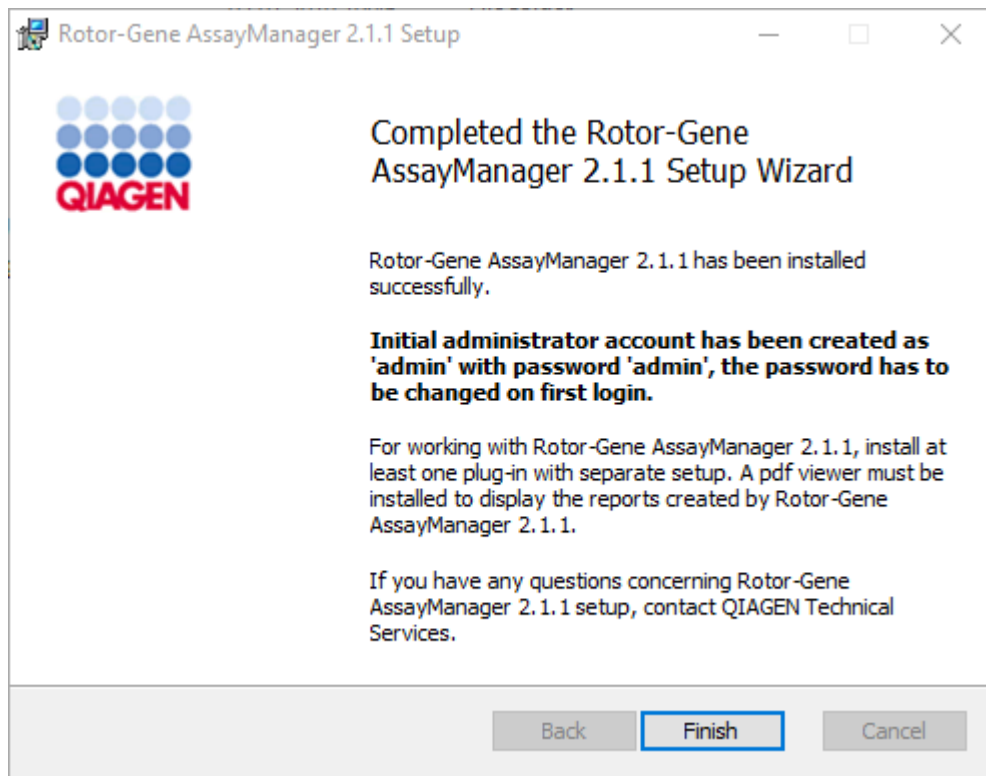 Rotor-Gene AssayManager 2.1.1 Setup
QIAGEN
Completed the Rotor-Gene
AssayManager 2.1.1 Setup Wizard
Rotor-Gene AssayManager 2.1.1 has been installed
successfully.
Initial administrator account has been created as
'admin' with password 'admin', the password has to
be changed on first login.
For working with Rotor-Gene AssayManager 2.1.1, install at
least one plug-in with separate setup. A pdf viewer must be
installed to display the reports created by Rotor-Gene
AssayManager 2.1.1.
If you have any questions concerning Rotor-Gene
AssayManager 2.1.1 setup, contact QIAGEN Technical
Services.
Back
Finish
Cancel